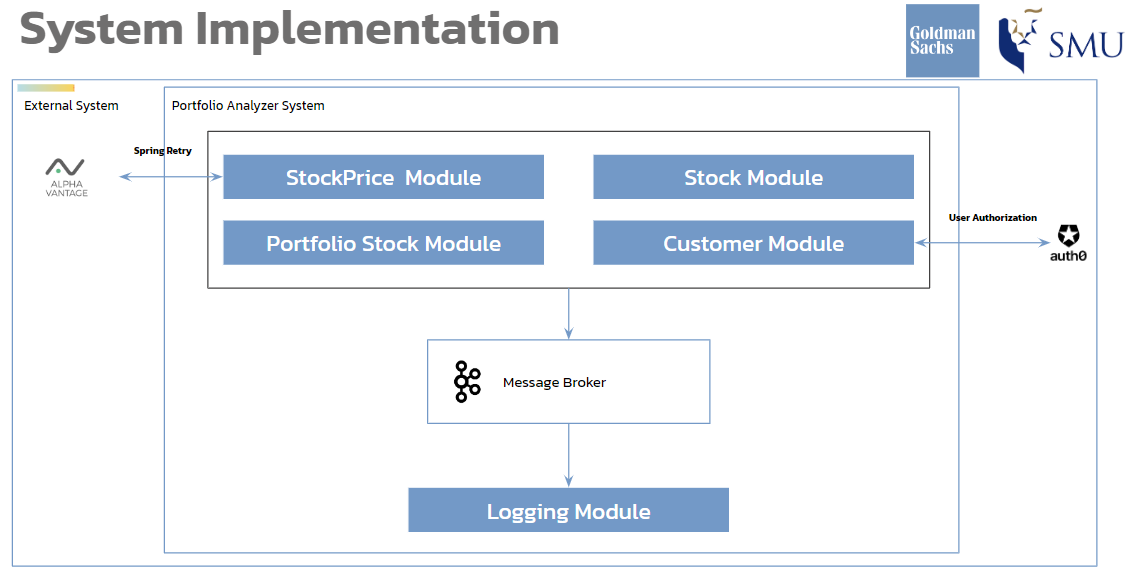 System Implementation
Goldman
Sachs
SMU
External System
Portfolio Analyzer System
Spring Retry
ALPHA
VANTAGE
StockPrice Module
Stock Module
Portfolio Stock Module
Customer Module
User Authorization
auth0
Message Broker
Logging Module